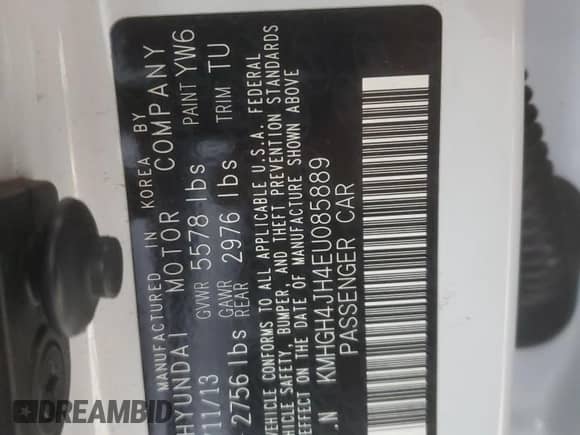 MANUFACTURED IN KOREA BY
HYUNDAI MOTOR COMPANY
11/13 GVWR 5578 lbs PAINT YW6
2756 lbs GAWR REAR 2976 lbs TRIM TU
VEHICLE CONFORMS TO ALL APPLICABLE U.S.A. FEDERAL
VEHICLE SAFETY, BUMPER, AND THEFT PREVENTION STANDARDS
EFFECT ON THE DATE OF MANUFACTURE SHOWN ABOVE
.N KMHGH4JH4EU085889
PASSENGER CAR
DREAMBID